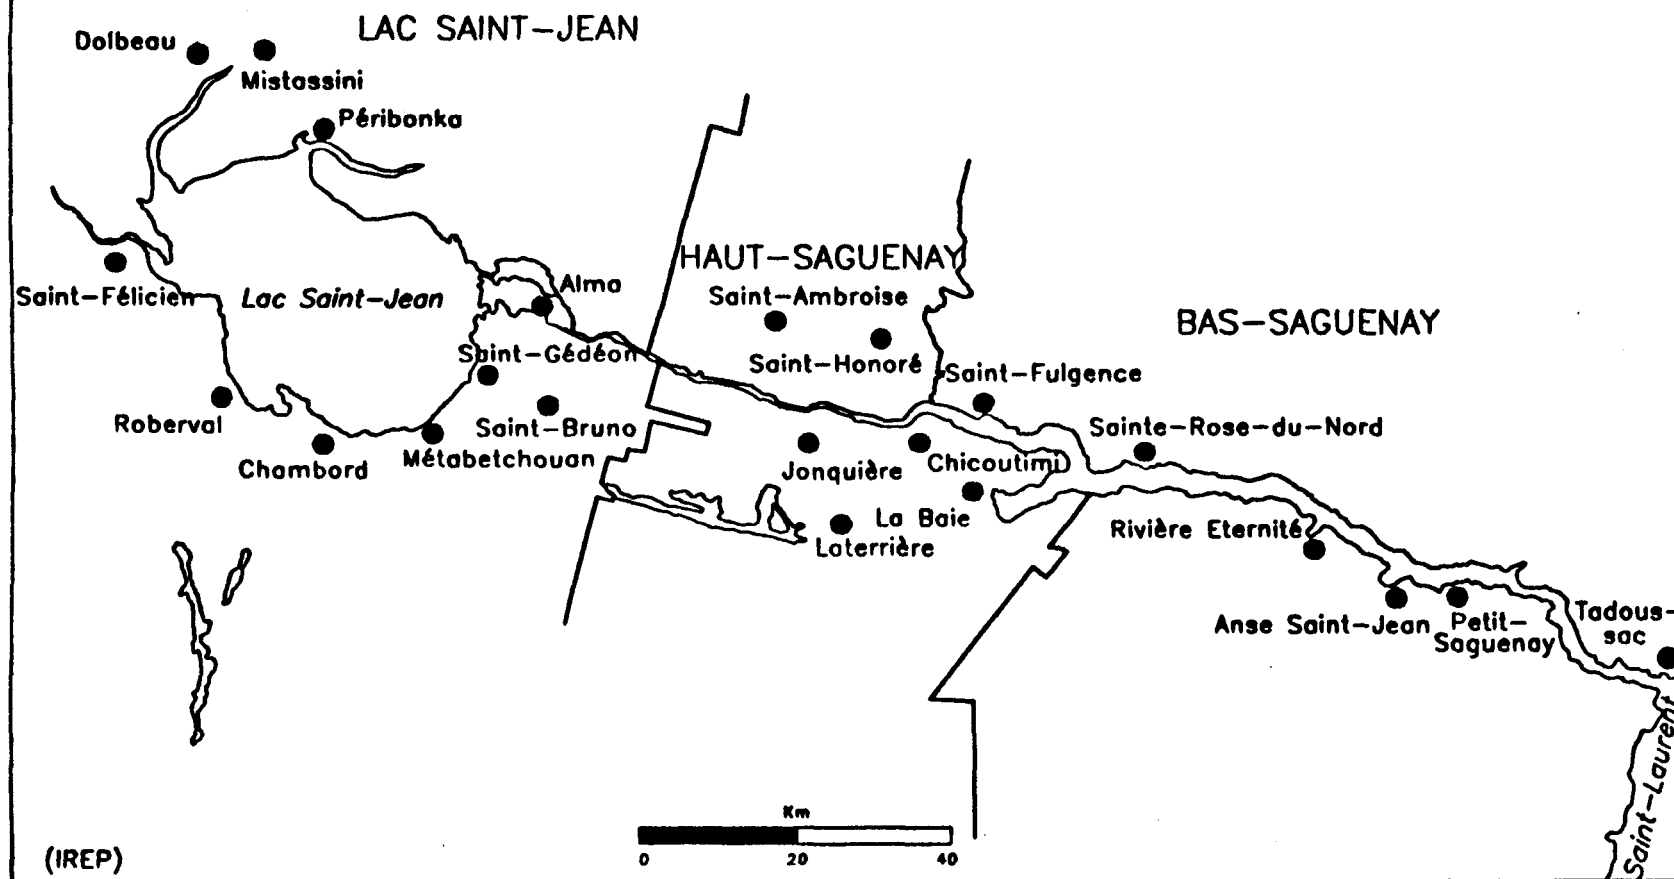 LAC SAINT-JEAN
Dolbeau
Mistassini
Péribonka
HAUT-SAGUENAY
Saint-Félicien
Lac Saint-Jean
Alma
Saint-Ambroise
BAS-SAGUENAY
Saint-Gédéon
Saint-Honoré
Saint-Fulgence
Roberval
Saint-Bruno
Sainte-Rose-du-Nord
Chambord
Métabetchouan
Jonquière
Chicoutimi
La Baie
Rivière Eternité
Laterrière
Anse Saint-Jean
Petit-
Saguenay
Tadous-
sac
Saint-Laurent
Km
0 20 40
(IREP)